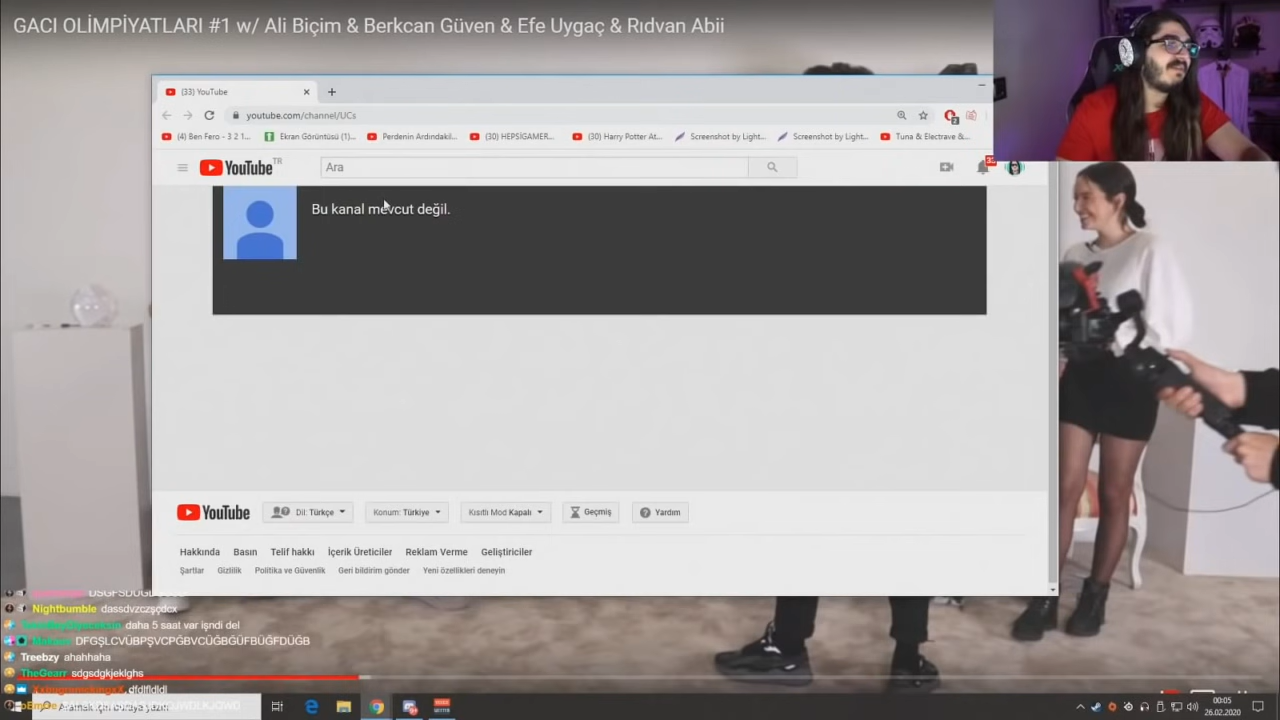 GACI OLİMPİYATLARI #1 w/ Ali Biçim & Berkcan Güven & Efe Uygaç & Rıdvan Abii
(33) YouTube
youtube.com/channel/UCs
(4) Ben Fero - 3 2 1...
Ekran Görüntüsü (1)...
Perdenin Ardındakil...
(30) HEPSİGAMER...
(30) Harry Potter At...
Screenshot by Light...
Screenshot by Light...
Tuna & Electrave &...
YouTube TR
Ara
Bu kanal mevcut değil.
YouTube
Dil: Türkçe
Konum: Türkiye
Kısıtlı Mod Kapalı
Geçmiş
Yardım
Hakkında Basın Telif hakkı İçerik Üreticiler Reklam Verme Geliştiriciler
Şartlar Gizlilik Politika ve Güvenlik Geri bildirim gönder Yeni özellikleri deneyin
Nightbumble dassdvzczşçdcx
daha 5 saat var işndi del
DFGŞLCVÜBPŞVCPĞBVCÜĞBĞÜFBÜĞFDÜĞB
Treebzy ahahhaha
TheGearr sdgsdgkjeklghs
dfdlfldldl
00:05
26.02.2020